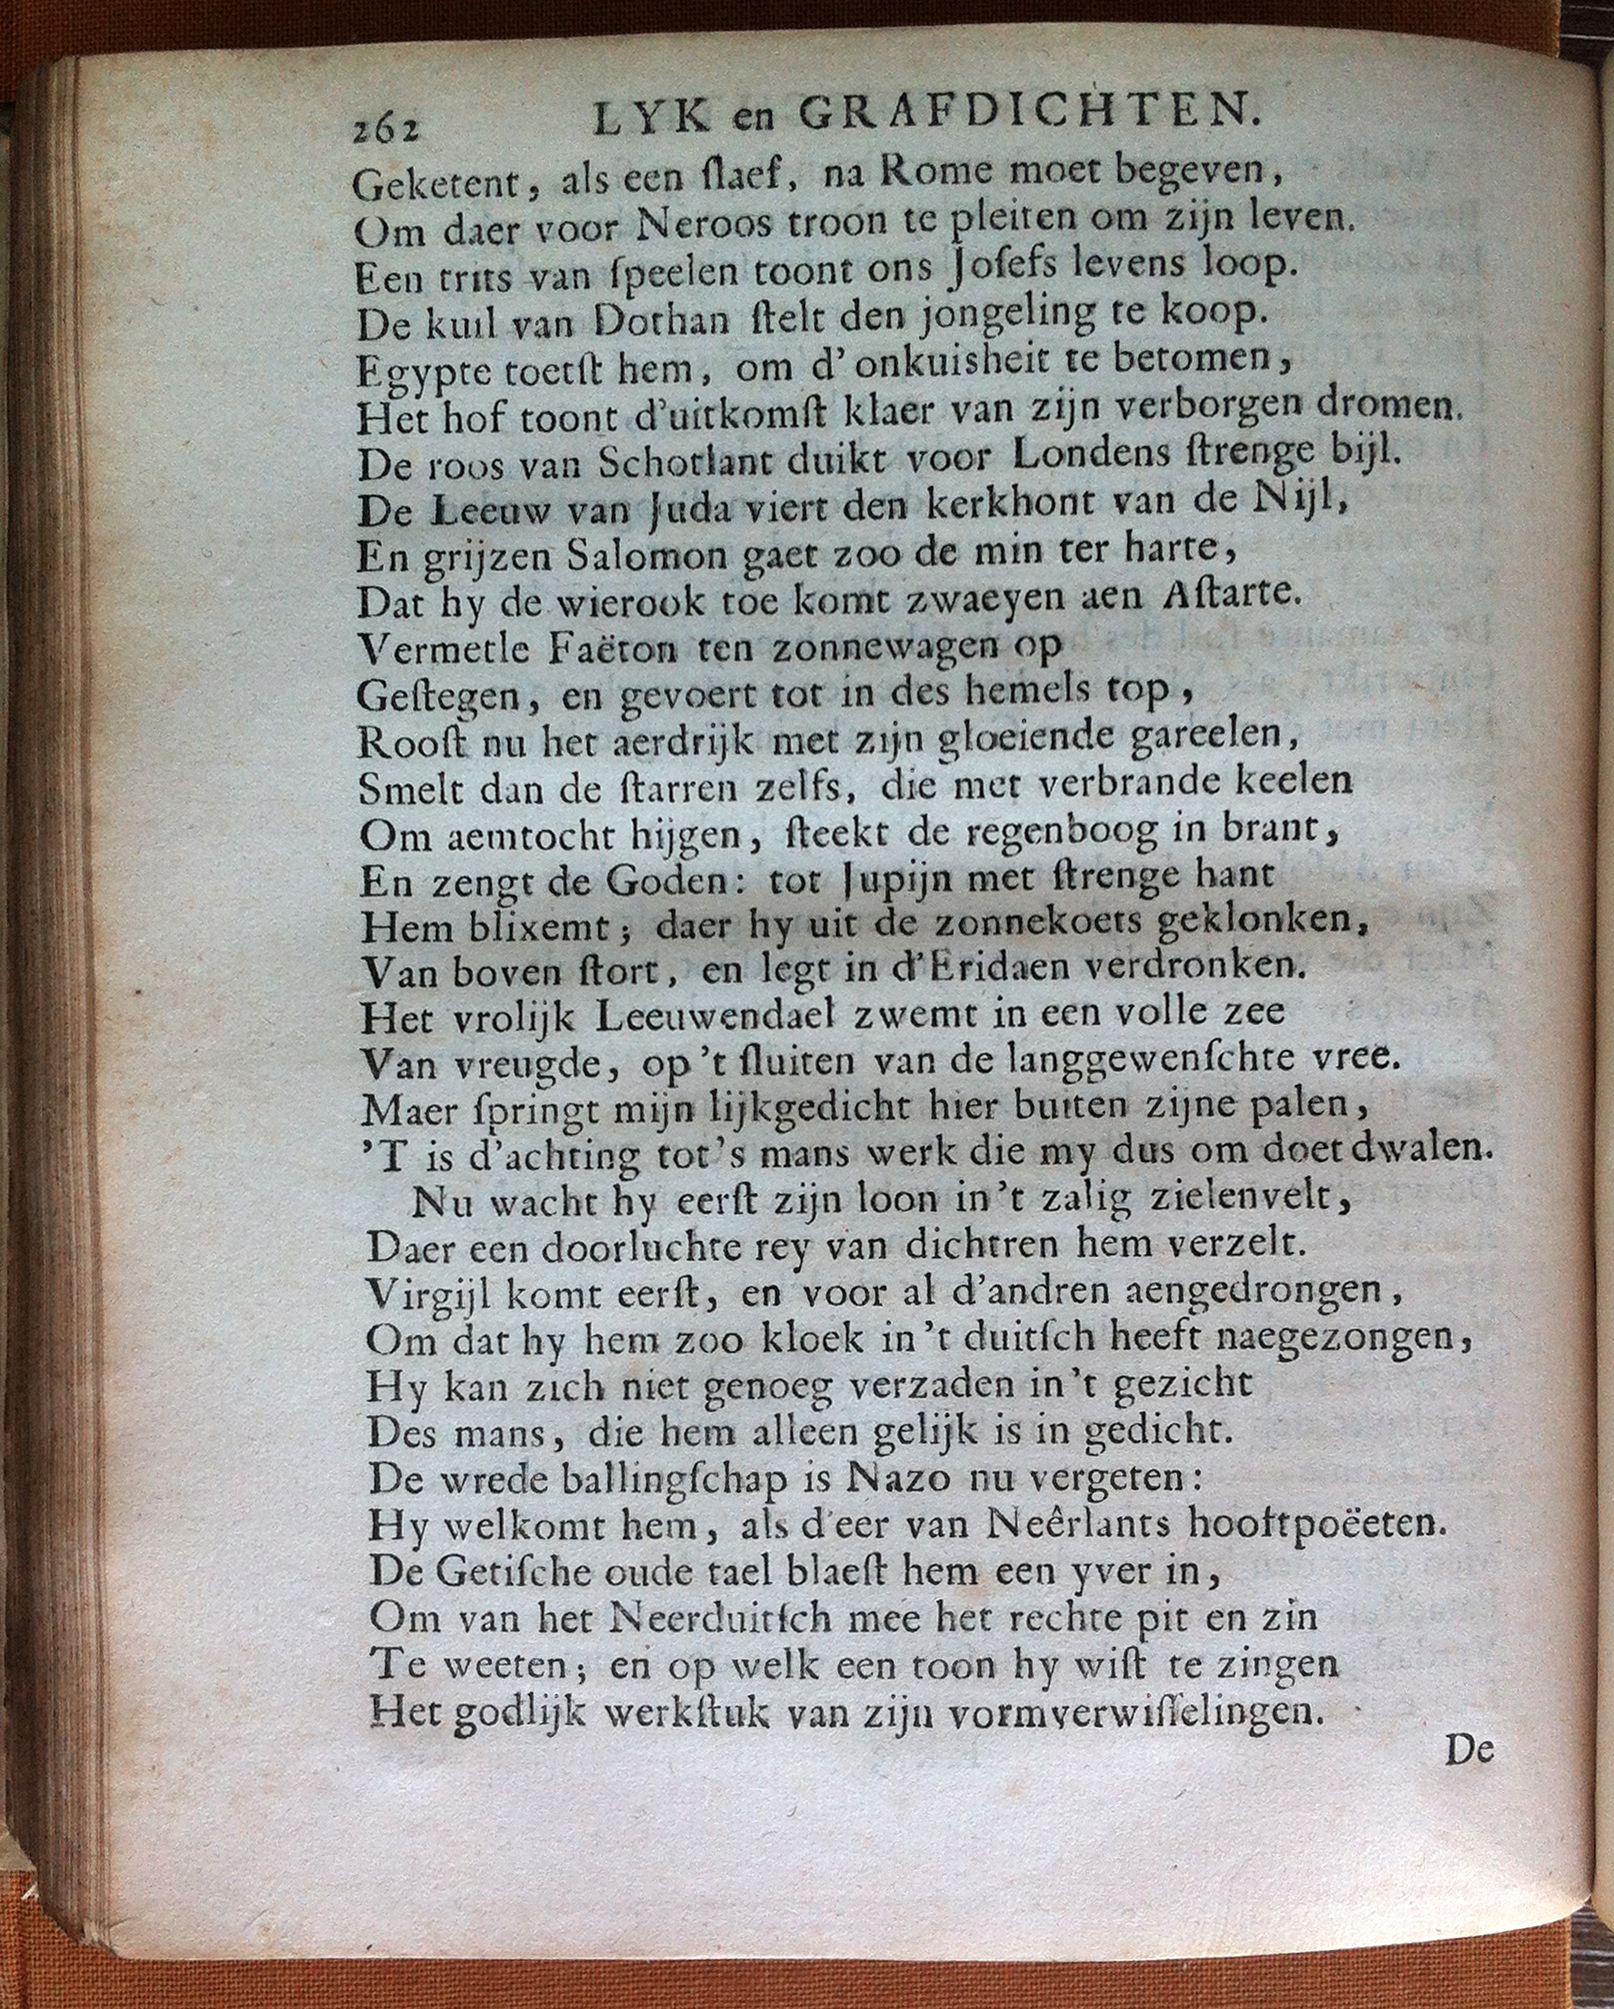 262 LYK en GRAFDICHTEN.
Geketent, als een ſlaef, na Rome moet begeven,
Om daer voor Neroos troon te pleiten om zijn leven.
Een trits van ſpeelen toont ons Joſefs levens loop.
De kuil van Dothan ſtelt den jongeling te koop.
Egypte toetſt hem, om d' onkuisheit te betomen,
Het hof toont d'uitkomſt klaer van zijn verborgen dromen.
De roos van Schotlant duikt voor Londens ſtrenge bijl.
De Leeuw van Juda viert den kerkhont van de Nijl,
En grijzen Salomon gaet zoo de min ter harte,
Dat hy de wierook toe komt zwaeyen aen Aſtarte.
Vermetle Faëton ten zonnewagen op
Geſtegen, en gevoert tot in des hemels top,
Rooſt nu het aerdrijk met zijn gloeiende gareelen,
Smelt dan de ſtarren zelfs, die met verbrande keelen
Om aemtocht hijgen, ſteekt de regenboog in brant,
En zengt de Goden: tot Jupijn met ſtrenge hant
Hem blixemt; daer hy uit de zonnekoets geklonken,
Van boven ſtort, en legt in d'Eridaen verdronken.
Het vrolijk Leeuwendael zwemt in een volle zee
Van vreugde, op 't ſluiten van de langgewenſchte vree.
Maer ſpringt mijn lijkgedicht hier buiten zijne palen,
'T is d'achting tot 's mans werk die my dus om doet dwalen.
Nu wacht hy eerſt zijn loon in 't zalig zielenvelt,
Daer een doorluchte rey van dichtren hem verzelt.
Virgijl komt eerſt, en voor al d'andren aengedrongen,
Om dat hy hem zoo kloek in 't duitſch heeft naegezongen,
Hy kan zich niet genoeg verzaden in 't gezicht
Des mans, die hem alleen gelijk is in gedicht.
De wrede ballingſchap is Nazo nu vergeten:
Hy welkomt hem, als d'eer van Neêrlants hooftpoëeten.
De Getiſche oude tael blaeſt hem een yver in,
Om van het Neerduitſch mee het rechte pit en zin
Te weeten; en op welk een toon hy wiſt te zingen
Het godlijk werkſtuk van zijn vormverwiſſelingen.
De